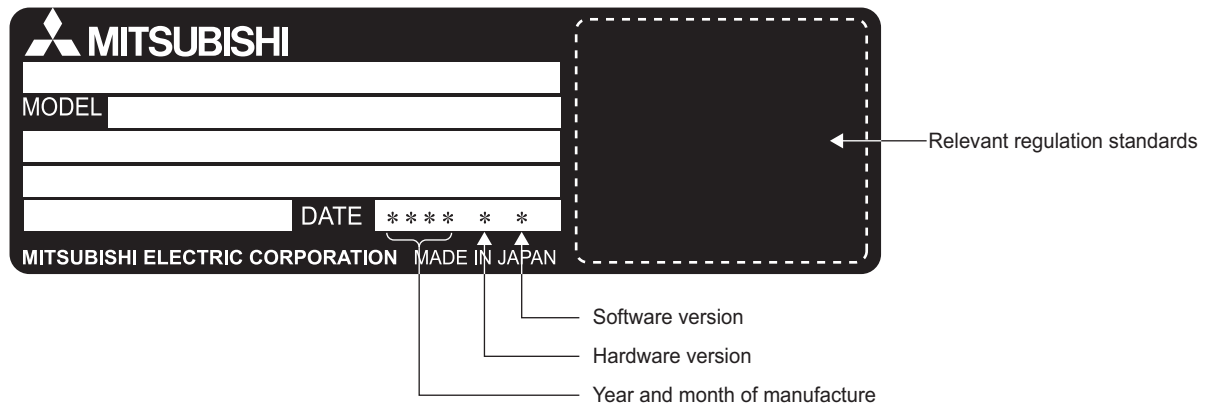 MITSUBISHI
MODEL
DATE **** * *
MITSUBISHI ELECTRIC CORPORATION MADE IN JAPAN
Relevant regulation standards
Software version
Hardware version
Year and month of manufacture